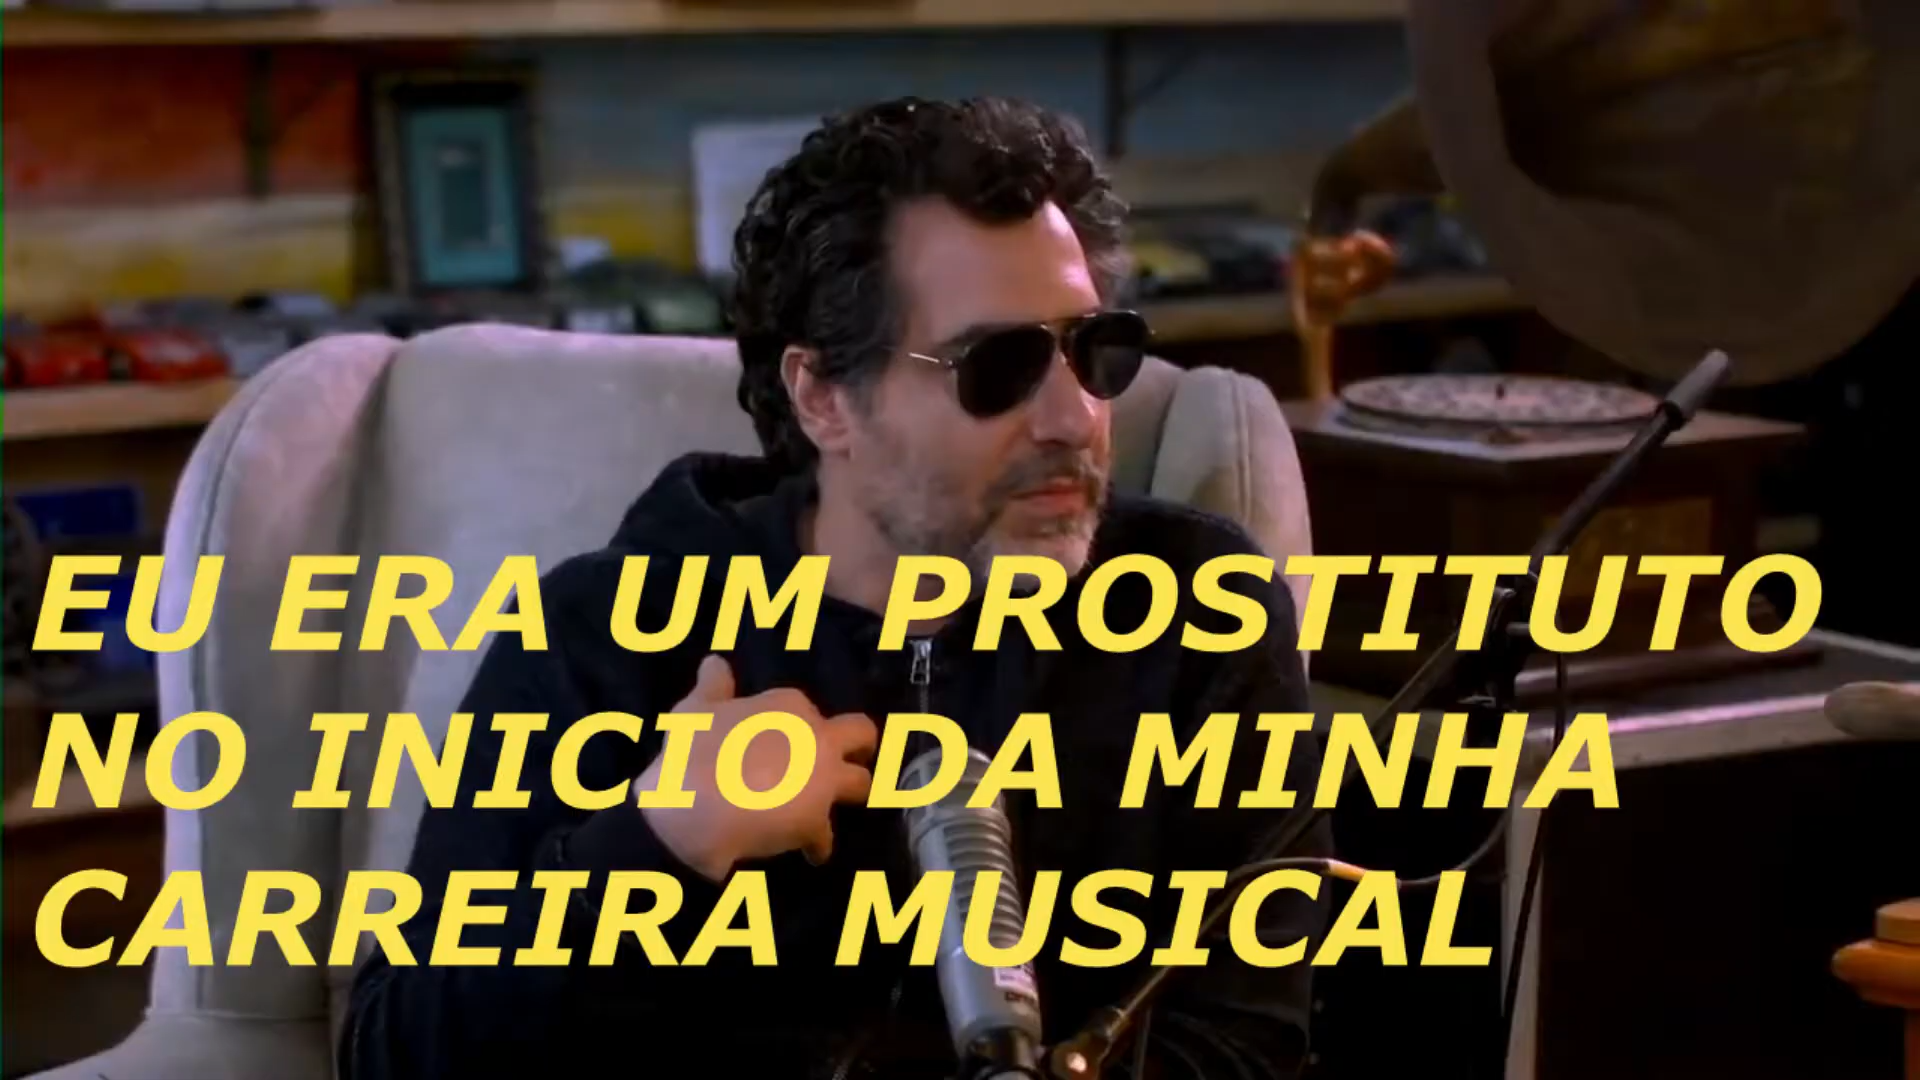 EU ERA UM PROSTITUTO
NO INICIO DA MINHA
CARREIRA MUSICAL